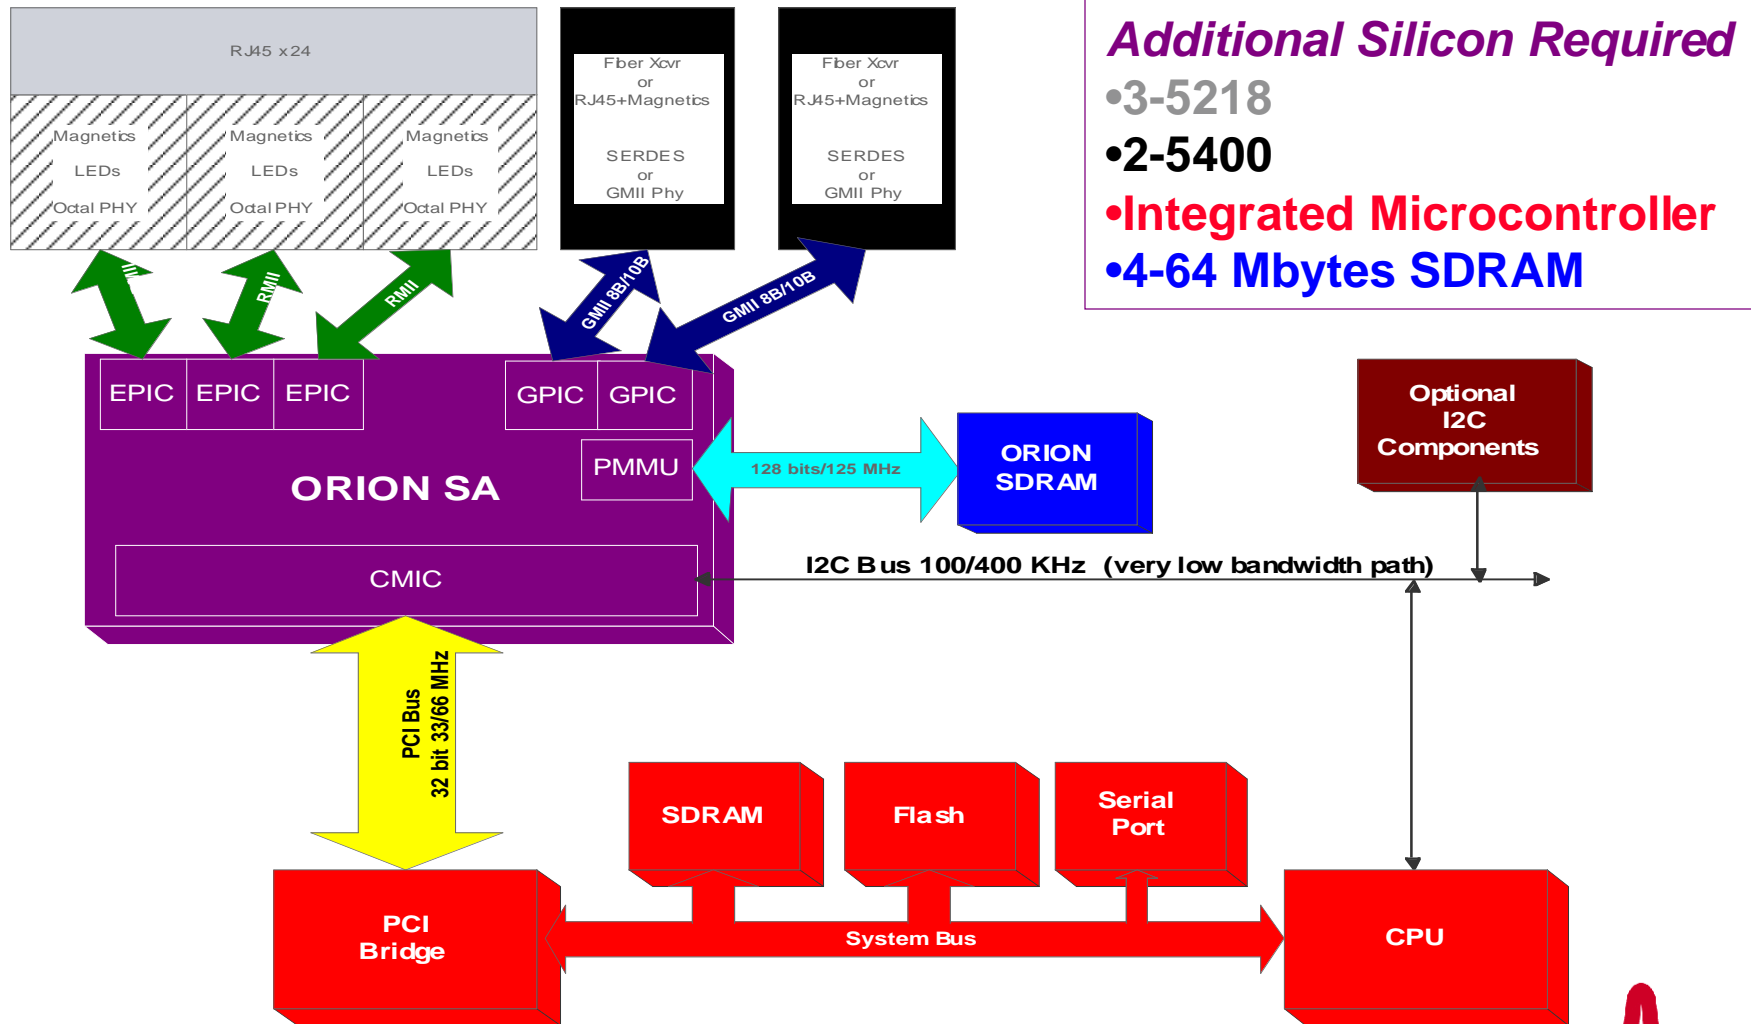 RJ45 x24
Magnetics
LEDs
Octal PHY
Magnetics
LEDs
Octal PHY
Magnetics
LEDs
Octal PHY
Fiber Xcvr
or
RJ45+Magnetics
SERDES
or
GMII Phy
Fiber Xcvr
or
RJ45+Magnetics
SERDES
or
GMII Phy
Additional Silicon Required
•3-5218
•2-5400
•Integrated Microcontroller
•4-64 Mbytes SDRAM
RMII
RMII
GMII 8B/10B
GMII 8B/10B
EPIC
EPIC
EPIC
GPIC
GPIC
PMMU
ORION SA
CMIC
128 bits/125 MHz
ORION
SDRAM
Optional
I2C
Components
I2C Bus 100/400 KHz (very low bandwidth path)
PCI Bus
32 bit 33/66 MHz
SDRAM
Flash
Serial
Port
PCI
Bridge
System Bus
CPU